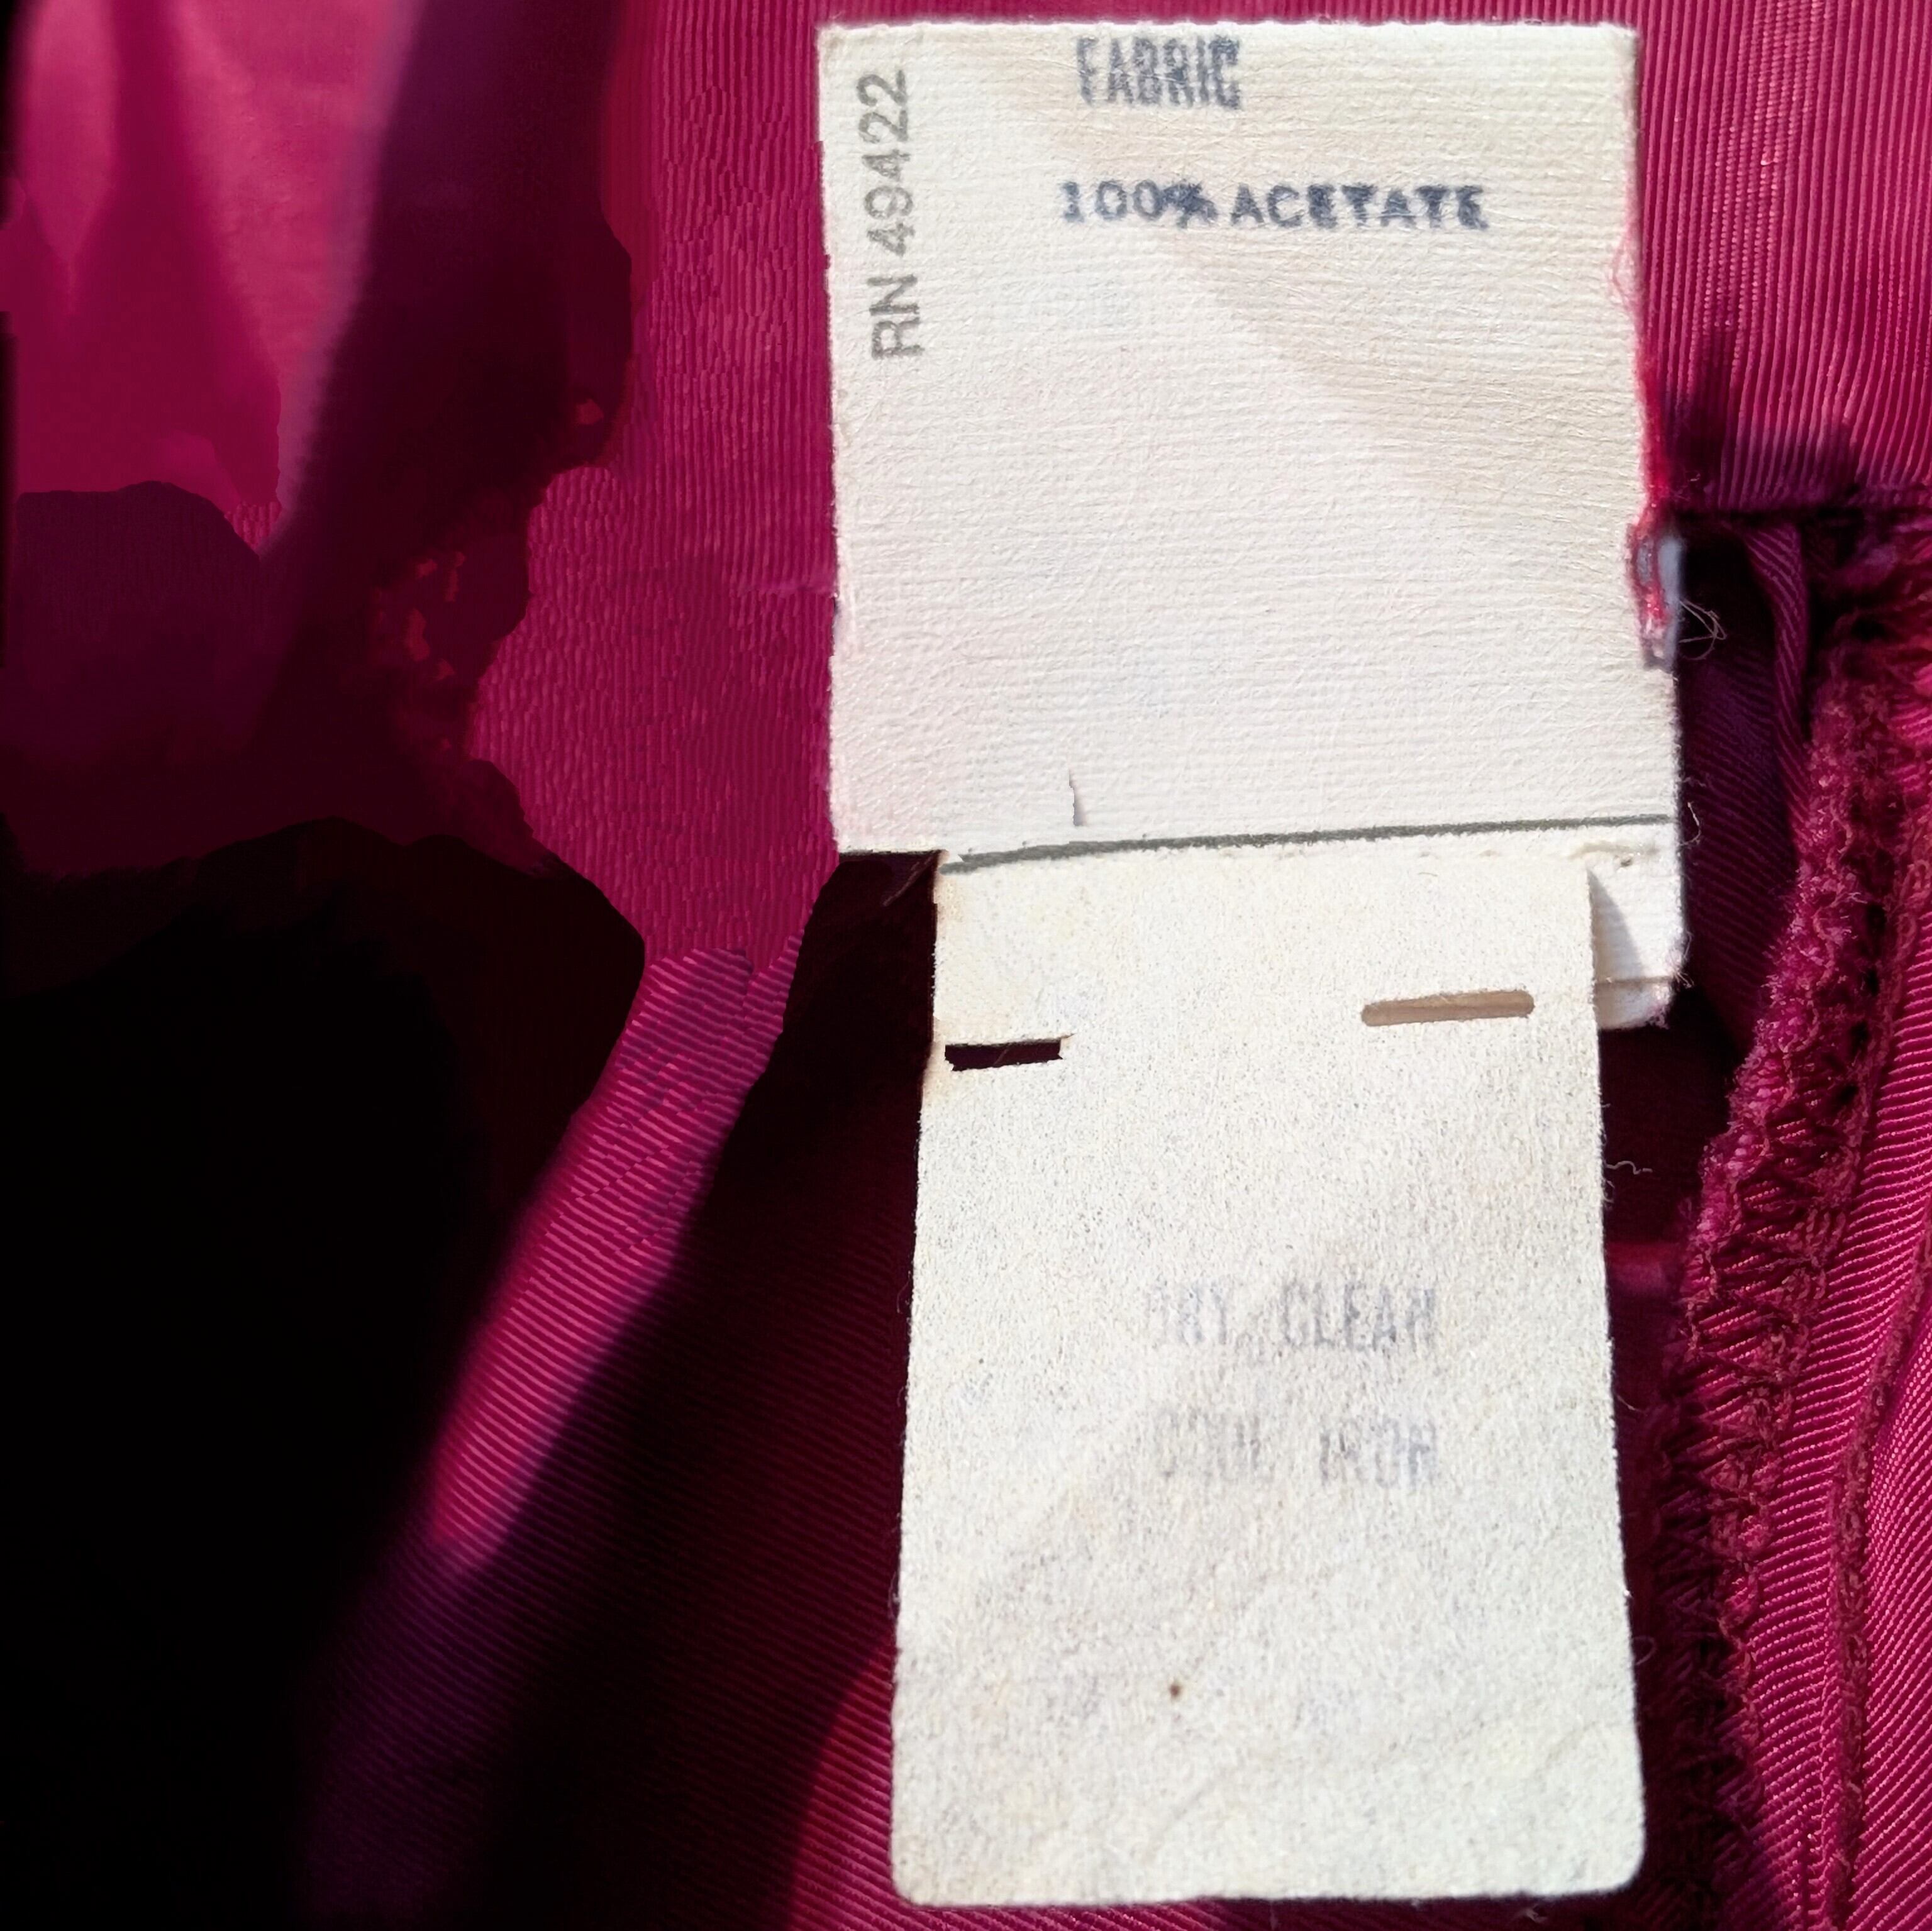 FABRIC
100% ACETATE
RN 49422
DRY CLEAN
COOL IRON